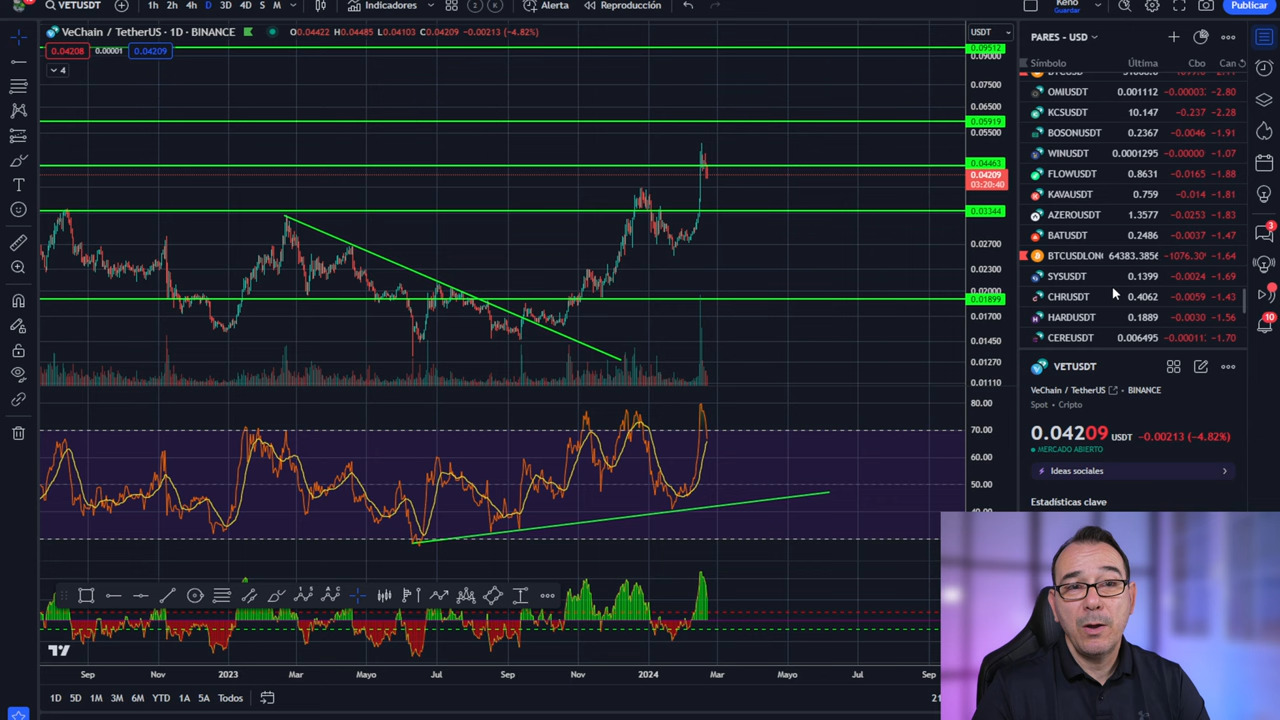 VETUSDT 1h 2h 4h D 3D 4D S M Indicadores 2 K Alerta Reproducción Keno Guardar Publicar
VeChain / TetherUS · 1D · BINANCE O0.04422 H0.04485 L0.04103 C0.04209 −0.00213 (−4.82%) USDT
0.04208 0.00001 0.04209
4
0.09512
0.09000
0.07500
0.06500
0.05919
0.05500
0.04463
0.04209
03:20:40
0.03344
0.02700
0.02300
0.02000
0.01899
0.01700
0.01450
0.01270
0.01110
80.00
70.00
60.00
50.00
40.00
Sep Nov 2023 Mar Mayo Jul Sep Nov 2024 Mar Mayo Jul Sep
1D 5D 1M 3M 6M YTD 1A 5A Todos 21
PARES - USD
Símbolo Última Cbo Can
OMIUSDT 0.001112 −0.00003 −2.80
KCSUSDT 10.147 −0.237 −2.28
BOSONUSDT 0.2367 −0.0046 −1.91
WINUSDT 0.0001295 −0.00000 −1.07
FLOWUSDT 0.8631 −0.0165 −1.88
KAVAUSDT 0.759 −0.014 −1.81
AZEROUSDT 1.3577 −0.0253 −1.83
BATUSDT 0.2486 −0.0037 −1.47
BTCUSDLONG 64383.3856 −1076.30 −1.64
SYSUSDT 0.1399 −0.0024 −1.69
CHRUSDT 0.4062 −0.0059 −1.43
HARDUSDT 0.1889 −0.0030 −1.56
CEREUSDT 0.006495 −0.00011 −1.70
VETUSDT
VeChain / TetherUS • BINANCE
Spot • Cripto
0.04209 USDT −0.00213 (−4.82%)
MERCADO ABIERTO
Ideas sociales
Estadísticas clave
3
10